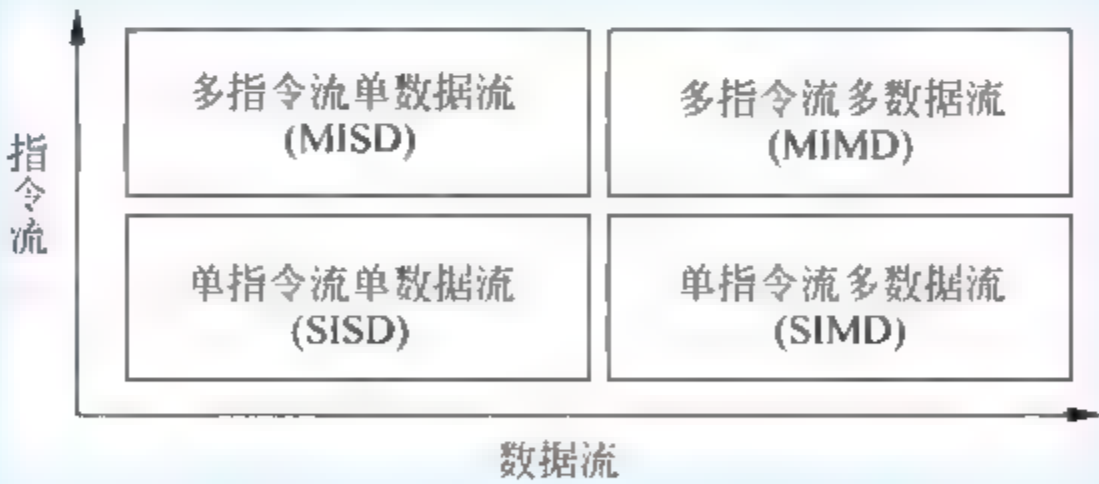 指令流
多指令流单数据流
(MISD)
多指令流多数据流
(MIMD)
单指令流单数据流
(SISD)
单指令流多数据流
(SIMD)
数据流